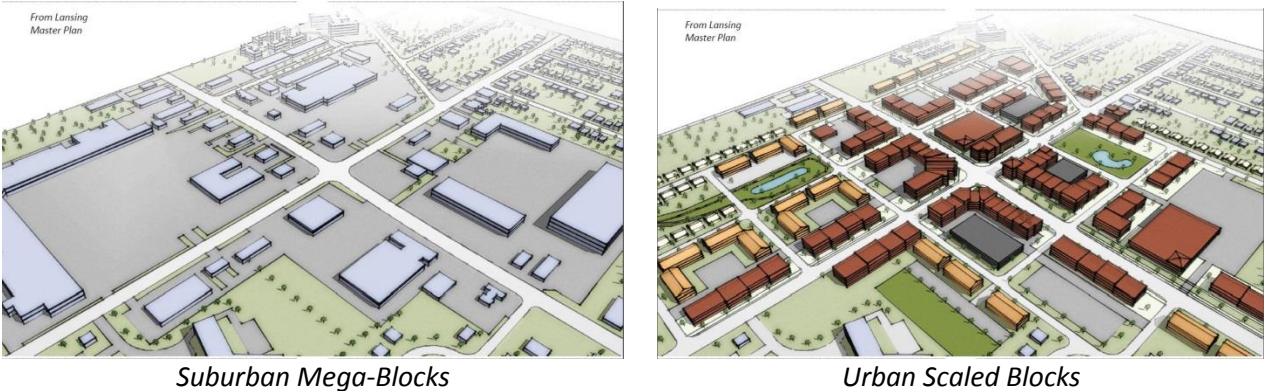 From Lansing
Master Plan
From Lansing
Master Plan
Suburban Mega-Blocks
Urban Scaled Blocks